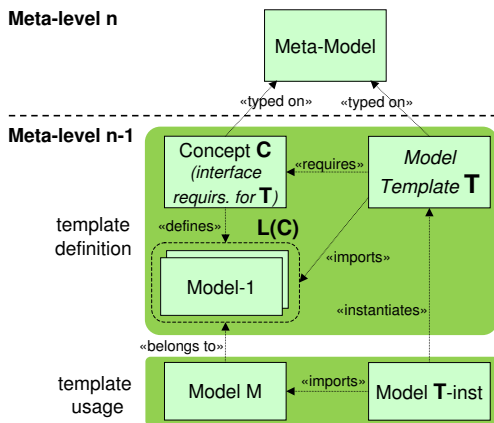 Meta-level n
Meta-Model
«typed on»
«typed on»
Meta-level n-1
Concept C
(interface
requirs. for T)
«requires»
Model
Template T
template
definition
«defines»
L(C)
«imports»
Model-1
«instantiates»
«belongs to»
template
usage
Model M
«imports»
Model T-inst